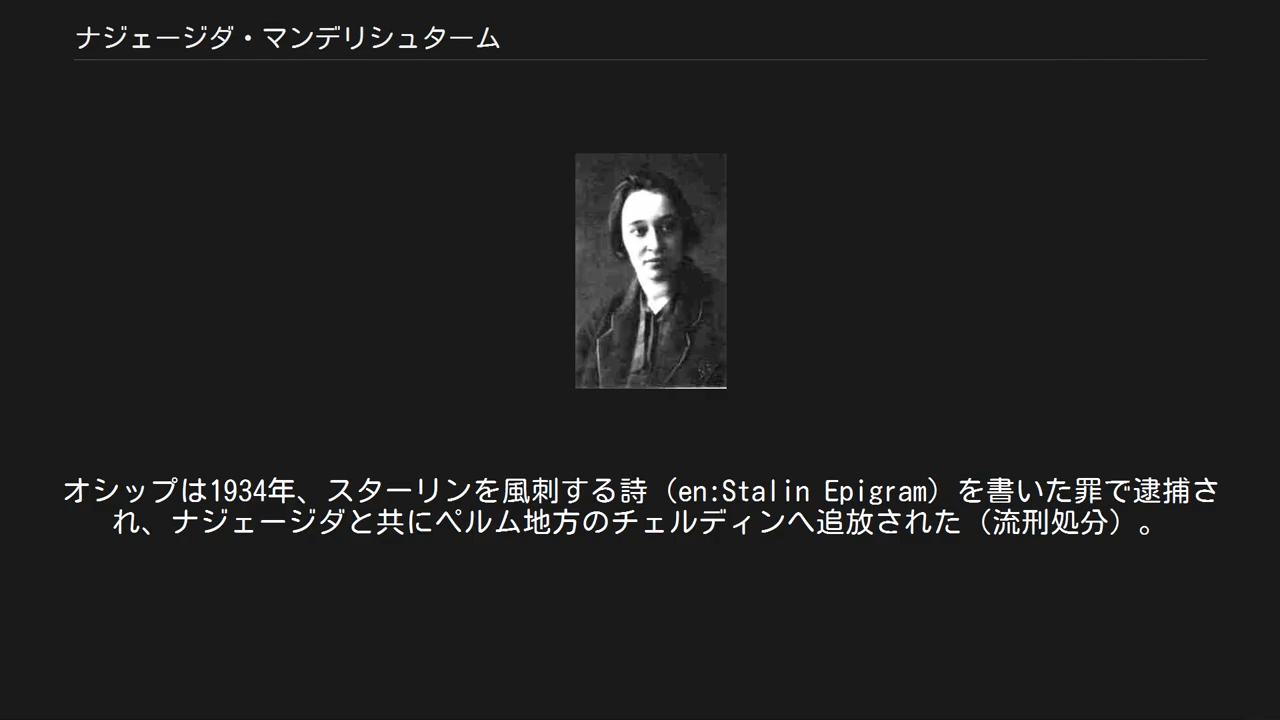 ナジェージダ・マンデリシュターム
オシップは1934年、スターリンを風刺する詩（en:Stalin Epigram）を書いた罪で逮捕さ
れ、ナジェージダと共にペルム地方のチェルディンへ追放された（流刑処分）。